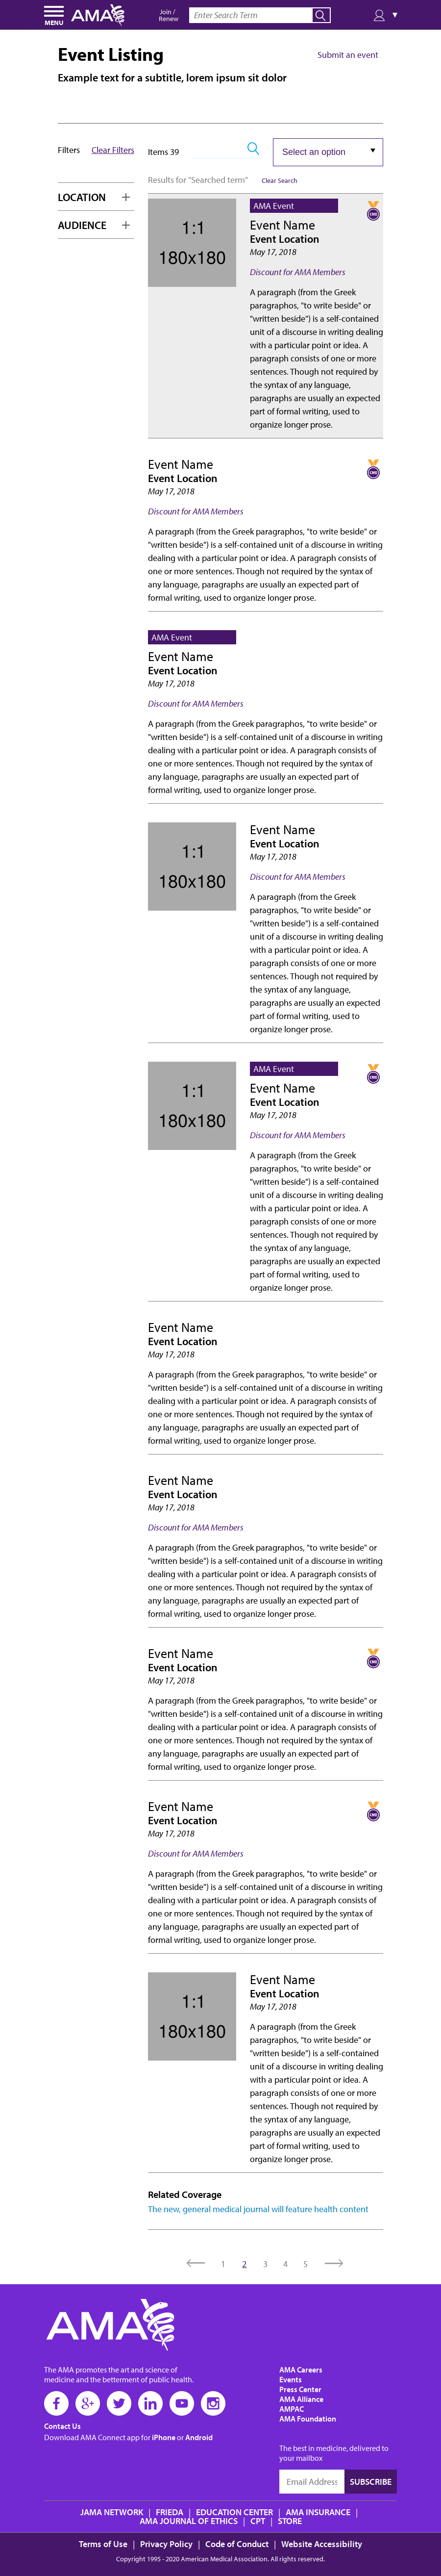 MENU
AMA
Join /
Renew
Enter Search Term
▼
Event Listing
Submit an event
Example text for a subtitle, lorem ipsum sit dolor
Filters
Clear Filters
Items 39
Select an option
Results for "Searched term"
Clear Search
LOCATION
AUDIENCE
1:1
180x180
AMA Event
CME
Event Name
Event Location
May 17, 2018
Discount for AMA Members
A paragraph (from the Greek
paragraphos, "to write beside" or
"written beside") is a self-contained
unit of a discourse in writing dealing
with a particular point or idea. A
paragraph consists of one or more
sentences. Though not required by
the syntax of any language,
paragraphs are usually an expected
part of formal writing, used to
organize longer prose.
Event Name
CME
Event Location
May 17, 2018
Discount for AMA Members
A paragraph (from the Greek paragraphos, "to write beside" or
"written beside") is a self-contained unit of a discourse in writing
dealing with a particular point or idea. A paragraph consists of
one or more sentences. Though not required by the syntax of
any language, paragraphs are usually an expected part of
formal writing, used to organize longer prose.
AMA Event
Event Name
Event Location
May 17, 2018
Discount for AMA Members
A paragraph (from the Greek paragraphos, "to write beside" or
"written beside") is a self-contained unit of a discourse in writing
dealing with a particular point or idea. A paragraph consists of
one or more sentences. Though not required by the syntax of
any language, paragraphs are usually an expected part of
formal writing, used to organize longer prose.
1:1
180x180
Event Name
Event Location
May 17, 2018
Discount for AMA Members
A paragraph (from the Greek
paragraphos, "to write beside" or
"written beside") is a self-contained
unit of a discourse in writing dealing
with a particular point or idea. A
paragraph consists of one or more
sentences. Though not required by
the syntax of any language,
paragraphs are usually an expected
part of formal writing, used to
organize longer prose.
1:1
180x180
AMA Event
CME
Event Name
Event Location
May 17, 2018
Discount for AMA Members
A paragraph (from the Greek
paragraphos, "to write beside" or
"written beside") is a self-contained
unit of a discourse in writing dealing
with a particular point or idea. A
paragraph consists of one or more
sentences. Though not required by
the syntax of any language,
paragraphs are usually an expected
part of formal writing, used to
organize longer prose.
Event Name
Event Location
May 17, 2018
A paragraph (from the Greek paragraphos, "to write beside" or
"written beside") is a self-contained unit of a discourse in writing
dealing with a particular point or idea. A paragraph consists of
one or more sentences. Though not required by the syntax of
any language, paragraphs are usually an expected part of
formal writing, used to organize longer prose.
Event Name
Event Location
May 17, 2018
Discount for AMA Members
A paragraph (from the Greek paragraphos, "to write beside" or
"written beside") is a self-contained unit of a discourse in writing
dealing with a particular point or idea. A paragraph consists of
one or more sentences. Though not required by the syntax of
any language, paragraphs are usually an expected part of
formal writing, used to organize longer prose.
Event Name
CME
Event Location
May 17, 2018
A paragraph (from the Greek paragraphos, "to write beside" or
"written beside") is a self-contained unit of a discourse in writing
dealing with a particular point or idea. A paragraph consists of
one or more sentences. Though not required by the syntax of
any language, paragraphs are usually an expected part of
formal writing, used to organize longer prose.
Event Name
CME
Event Location
May 17, 2018
Discount for AMA Members
A paragraph (from the Greek paragraphos, "to write beside" or
"written beside") is a self-contained unit of a discourse in writing
dealing with a particular point or idea. A paragraph consists of
one or more sentences. Though not required by the syntax of
any language, paragraphs are usually an expected part of
formal writing, used to organize longer prose.
1:1
180x180
Event Name
Event Location
May 17, 2018
A paragraph (from the Greek
paragraphos, "to write beside" or
"written beside") is a self-contained
unit of a discourse in writing dealing
with a particular point or idea. A
paragraph consists of one or more
sentences. Though not required by
the syntax of any language,
paragraphs are usually an expected
part of formal writing, used to
organize longer prose.
Related Coverage
The new, general medical journal will feature health content
1 2 3 4 5
AMA
The AMA promotes the art and science of
medicine and the betterment of public health.
Contact Us
Download AMA Connect app for iPhone or Android
AMA Careers
Events
Press Center
AMA Alliance
AMPAC
AMA Foundation
The best in medicine, delivered to
your mailbox
Email Address
SUBSCRIBE
JAMA NETWORK | FRIEDA | EDUCATION CENTER | AMA INSURANCE |
AMA JOURNAL OF ETHICS | CPT | STORE
Terms of Use | Privacy Policy | Code of Conduct | Website Accessibility
Copyright 1995 - 2020 American Medical Association. All rights reserved.